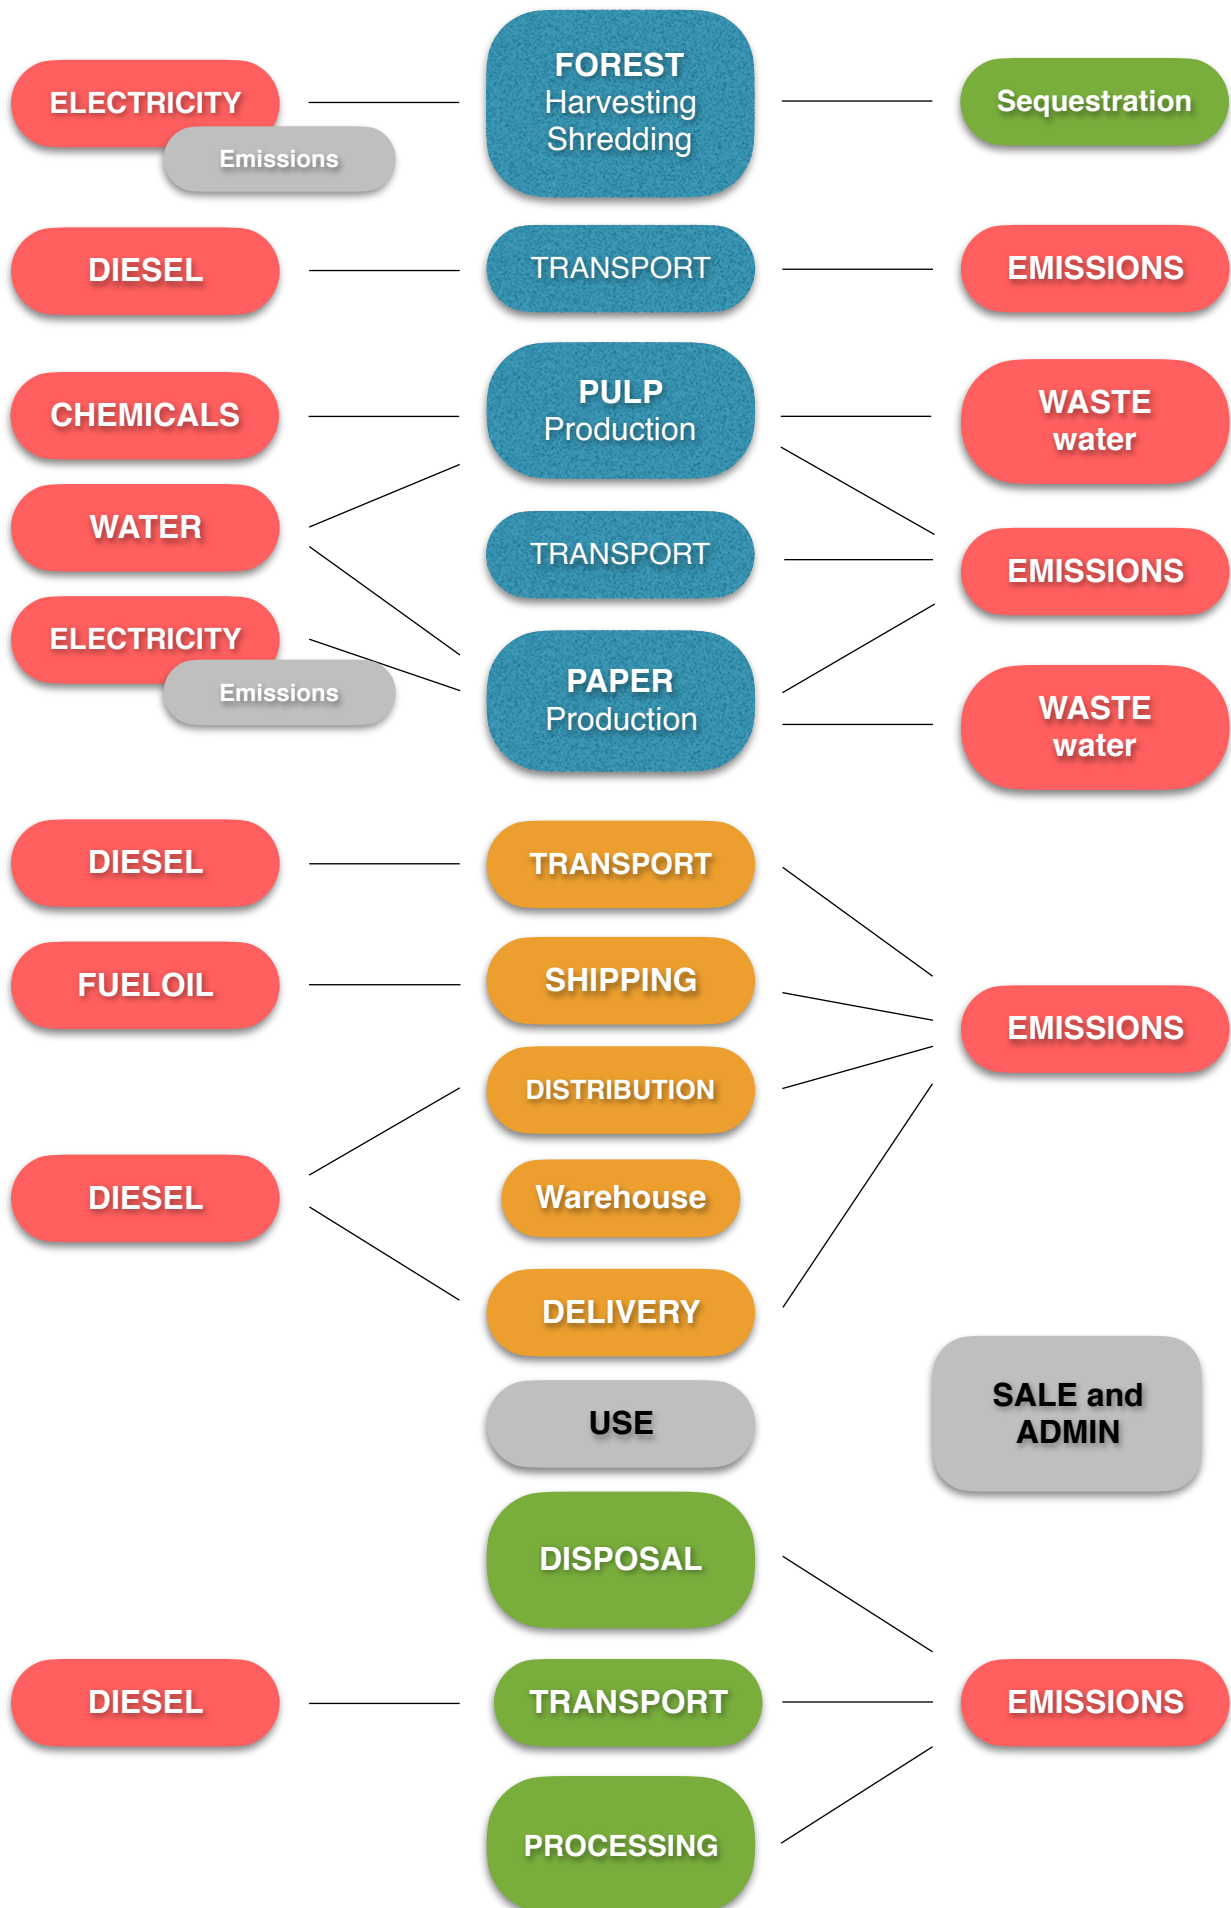 FOREST
Harvesting
Shredding
ELECTRICITY
Emissions
Sequestration
DIESEL
TRANSPORT
EMISSIONS
CHEMICALS
PULP
Production
WASTE
water
WATER
TRANSPORT
EMISSIONS
ELECTRICITY
Emissions
PAPER
Production
WASTE
water
DIESEL
TRANSPORT
FUELOIL
SHIPPING
EMISSIONS
DISTRIBUTION
DIESEL
Warehouse
DELIVERY
SALE and
ADMIN
USE
DISPOSAL
DIESEL
TRANSPORT
EMISSIONS
PROCESSING